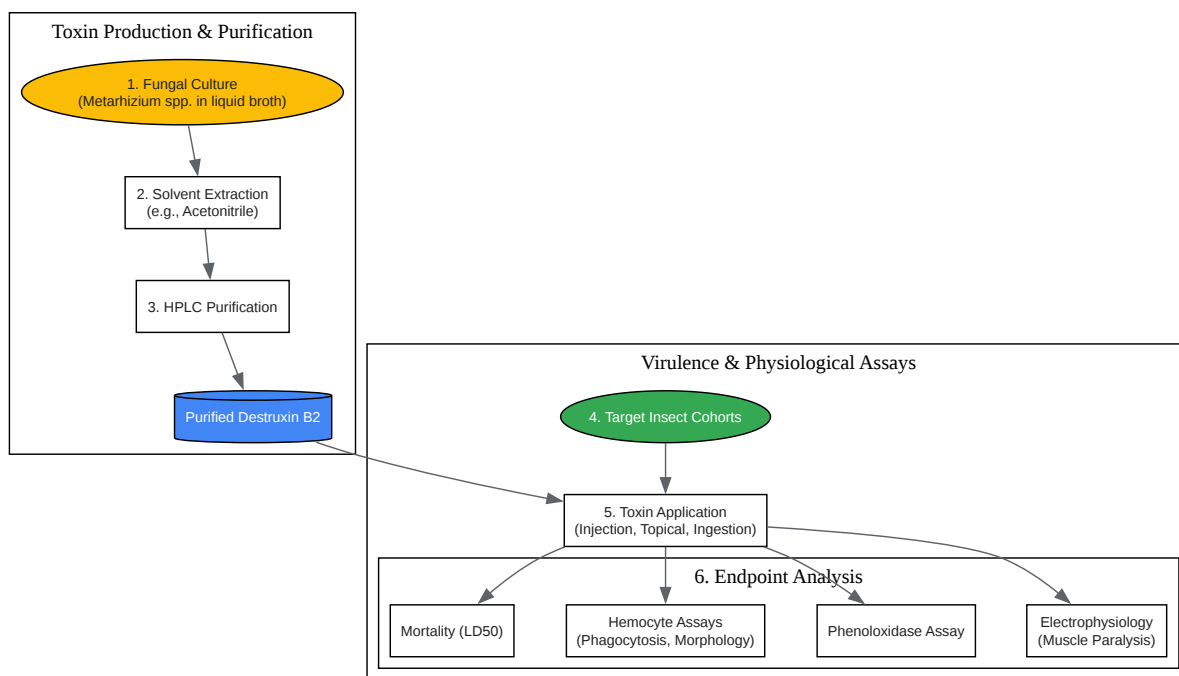 Toxin Production & Purification
1. Fungal Culture
(Metarhizium spp. in liquid broth)
2. Solvent Extraction
(e.g., Acetonitrile)
3. HPLC Purification
Purified Destruxin B2
Virulence & Physiological Assays
4. Target Insect Cohorts
5. Toxin Application
(Injection, Topical, Ingestion)
6. Endpoint Analysis
Mortality (LD50)
Hemocyte Assays
(Phagocytosis, Morphology)
Phenoloxidase Assay
Electrophysiology
(Muscle Paralysis)